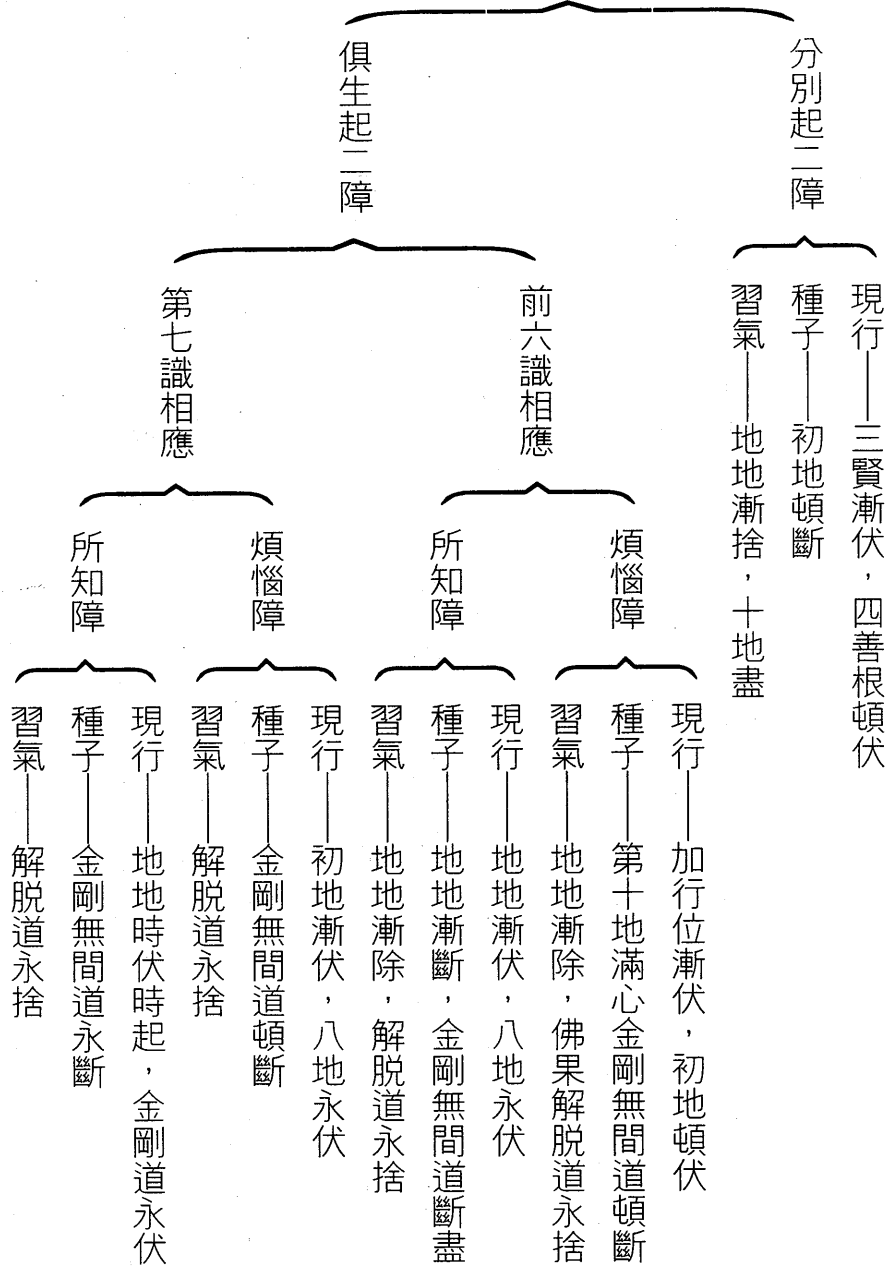 分別起二障
現行——三賢漸伏，四善根頓伏
種子——初地頓斷
習氣——地地漸捨，十地盡
俱生起二障
前六識相應
煩惱障
現行——加行位漸伏，初地頓伏
種子——第十地滿心金剛無間道頓斷
習氣——地地漸除，佛果解脱道永捨
所知障
現行——地地漸伏，八地永伏
種子——地地漸斷，金剛無間道斷盡
習氣——地地漸除，解脱道永捨
第七識相應
煩惱障
現行——初地漸伏，八地永伏
種子——金剛無間道頓斷
習氣——解脱道永捨
所知障
現行——地地時伏時起，金剛道永伏
種子——金剛無間道永斷
習氣——解脱道永捨